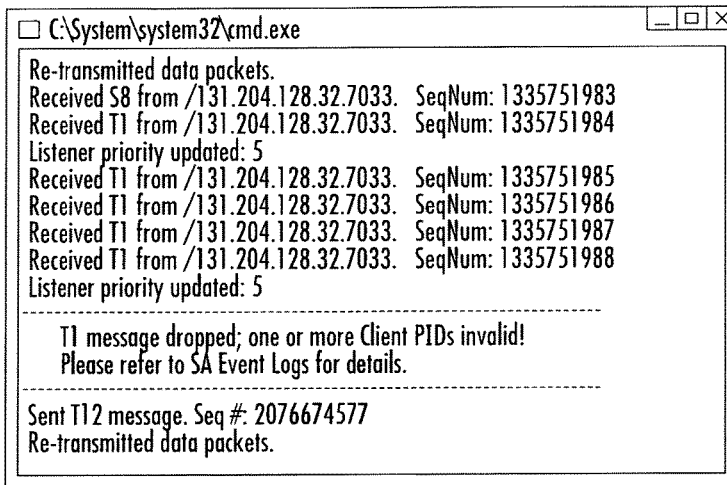 C:\System\system32\cmd.exe
Re-transmitted data packets.
Received S8 from /131.204.128.32.7033. SeqNum: 1335751983
Received T1 from /131.204.128.32.7033. SeqNum: 1335751984
Listener priority updated: 5
Received T1 from /131.204.128.32.7033. SeqNum: 1335751985
Received T1 from /131.204.128.32.7033. SeqNum: 1335751986
Received T1 from /131.204.128.32.7033. SeqNum: 1335751987
Received T1 from /131.204.128.32.7033. SeqNum: 1335751988
Listener priority updated: 5
T1 message dropped; one or more Client PIDs invalid!
Please refer to SA Event Logs for details.
Sent T12 message. Seq #: 2076674577
Re-transmitted data packets.